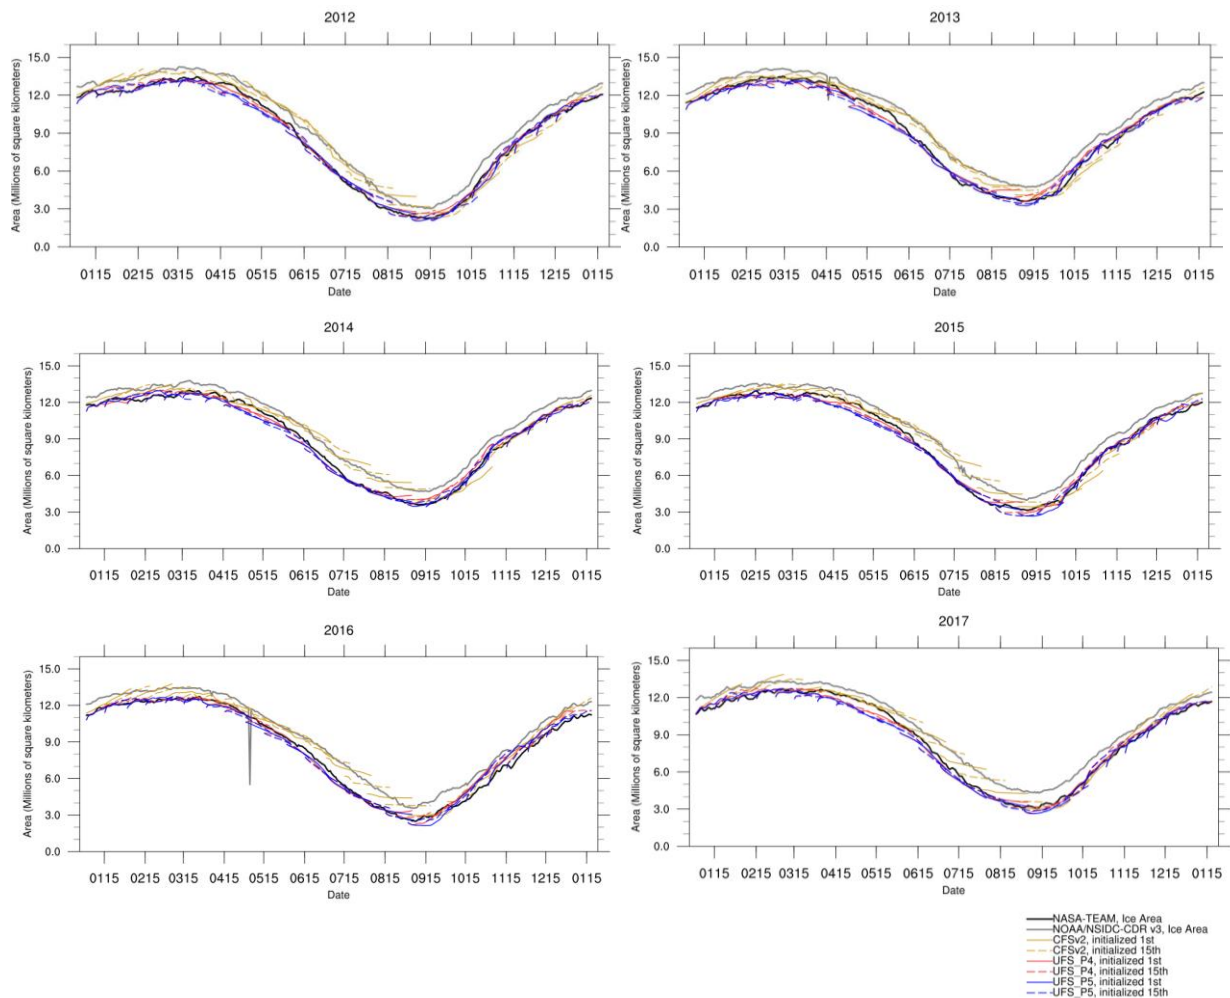 2012
15.0
12.0
9.0
6.0
3.0
0.0
Area (Millions of square kilometers)
0115 0215 0315 0415 0515 0615 0715 0815 0915 1015 1115 1215 0115
Date
2013
15.0
12.0
9.0
6.0
3.0
0.0
Area (Millions of square kilometers)
0115 0215 0315 0415 0515 0615 0715 0815 0915 1015 1115 1215 0115
Date
2014
15.0
12.0
9.0
6.0
3.0
0.0
Area (Millions of square kilometers)
0115 0215 0315 0415 0515 0615 0715 0815 0915 1015 1115 1215 0115
Date
2015
15.0
12.0
9.0
6.0
3.0
0.0
Area (Millions of square kilometers)
0115 0215 0315 0415 0515 0615 0715 0815 0915 1015 1115 1215 0115
Date
2016
15.0
12.0
9.0
6.0
3.0
0.0
Area (Millions of square kilometers)
0115 0215 0315 0415 0515 0615 0715 0815 0915 1015 1115 1215 0115
Date
2017
15.0
12.0
9.0
6.0
3.0
0.0
Area (Millions of square kilometers)
0115 0215 0315 0415 0515 0615 0715 0815 0915 1015 1115 1215 0115
Date
NASA-TEAM, Ice Area
NOAA/NSIDC-CDR v3, Ice Area
CFSv2, initialized 1st
CFSv2, initialized 15th
UFS_P4, initialized 1st
UFS_P4, initialized 15th
UFS_P5, initialized 1st
UFS_P5, initialized 15th